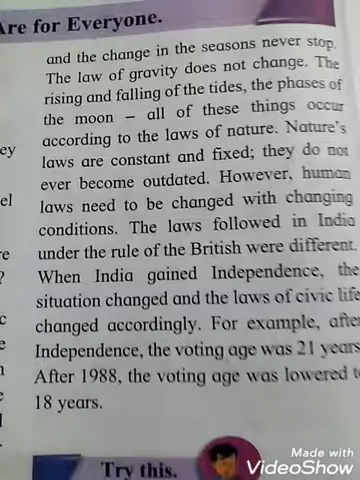 Are for Everyone.
and the change in the seasons never stop.
The law of gravity does not change. The
rising and falling of the tides, the phases of
the moon – all of these things occur
according to the laws of nature. Nature's
laws are constant and fixed; they do not
ever become outdated. However, human
laws need to be changed with changing
conditions. The laws followed in India
under the rule of the British were different.
When India gained Independence, the
situation changed and the laws of civic life
changed accordingly. For example, after
Independence, the voting age was 21 years
After 1988, the voting age was lowered t
18 years.
Try this.
ey
el
re
?
c
e
n
e
d
Made with
VideoShow